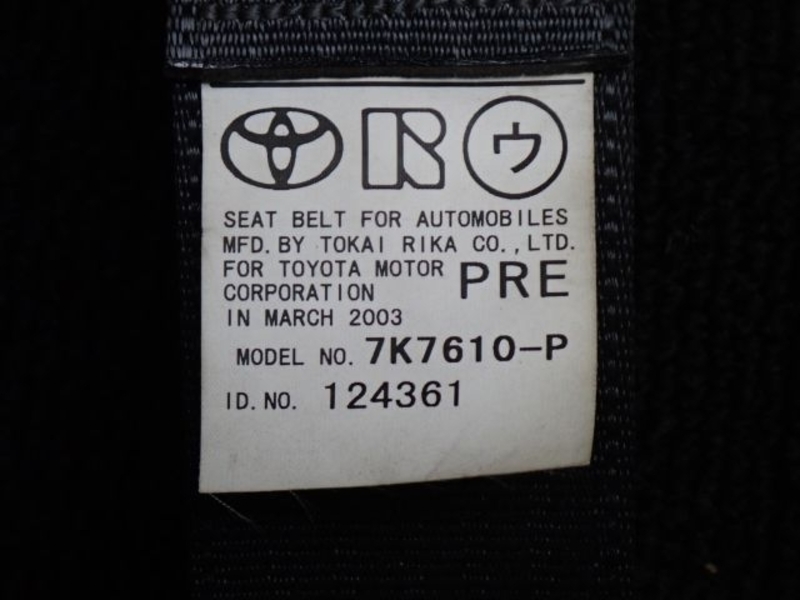 R ウ
SEAT BELT FOR AUTOMOBILES
MFD. BY TOKAI RIKA CO., LTD.
FOR TOYOTA MOTOR
CORPORATION
PRE
IN MARCH 2003
MODEL NO. 7K7610-P
ID. NO. 124361